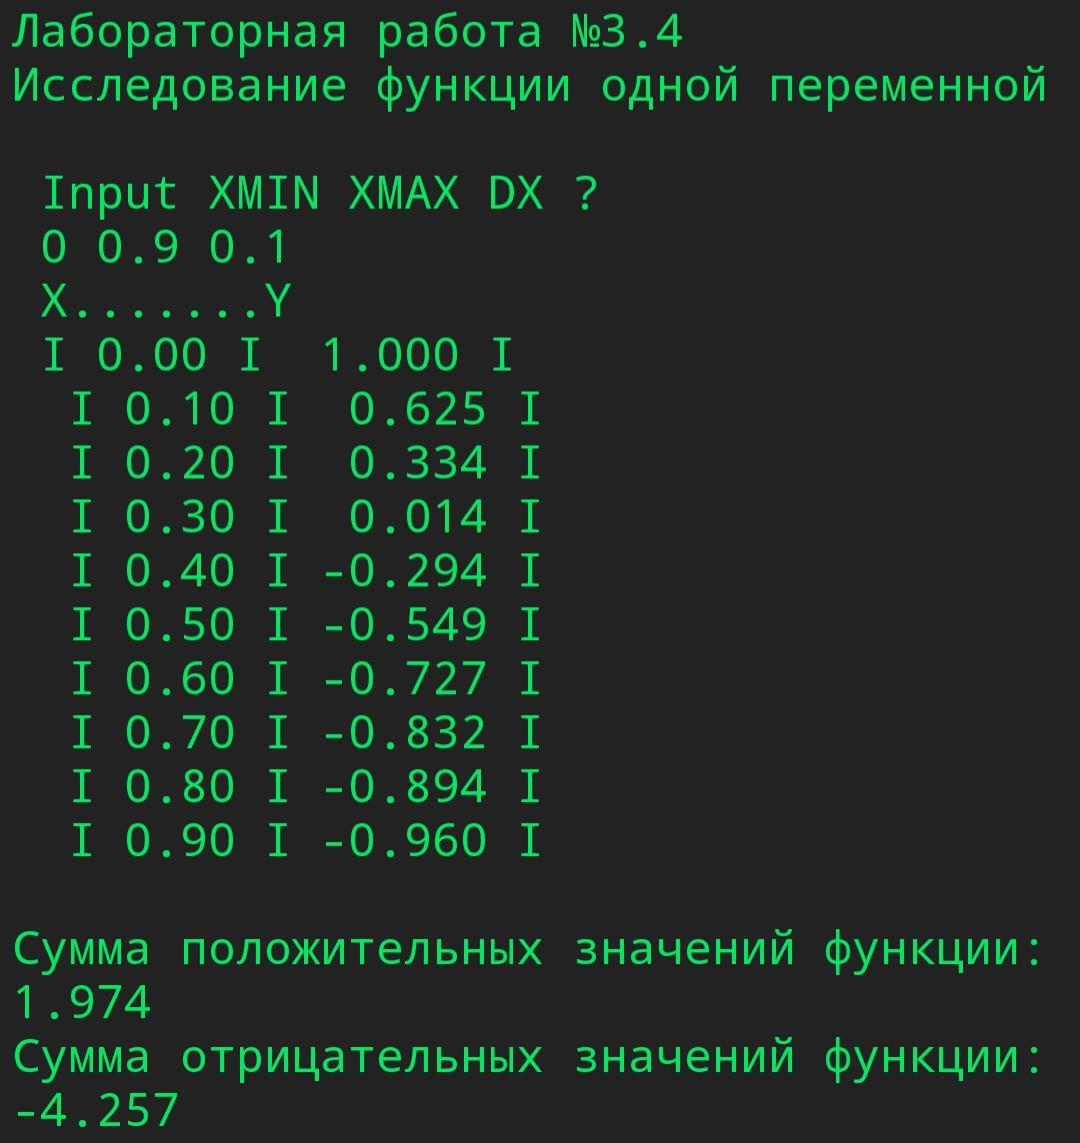 Лабораторная работа №3.4
Исследование функции одной переменной
Input XMIN XMAX DX ?
0 0.9 0.1
X.......Y
I 0.00 I  1.000 I
I 0.10 I  0.625 I
I 0.20 I  0.334 I
I 0.30 I  0.014 I
I 0.40 I -0.294 I
I 0.50 I -0.549 I
I 0.60 I -0.727 I
I 0.70 I -0.832 I
I 0.80 I -0.894 I
I 0.90 I -0.960 I
Сумма положительных значений функции:
1.974
Сумма отрицательных значений функции:
-4.257